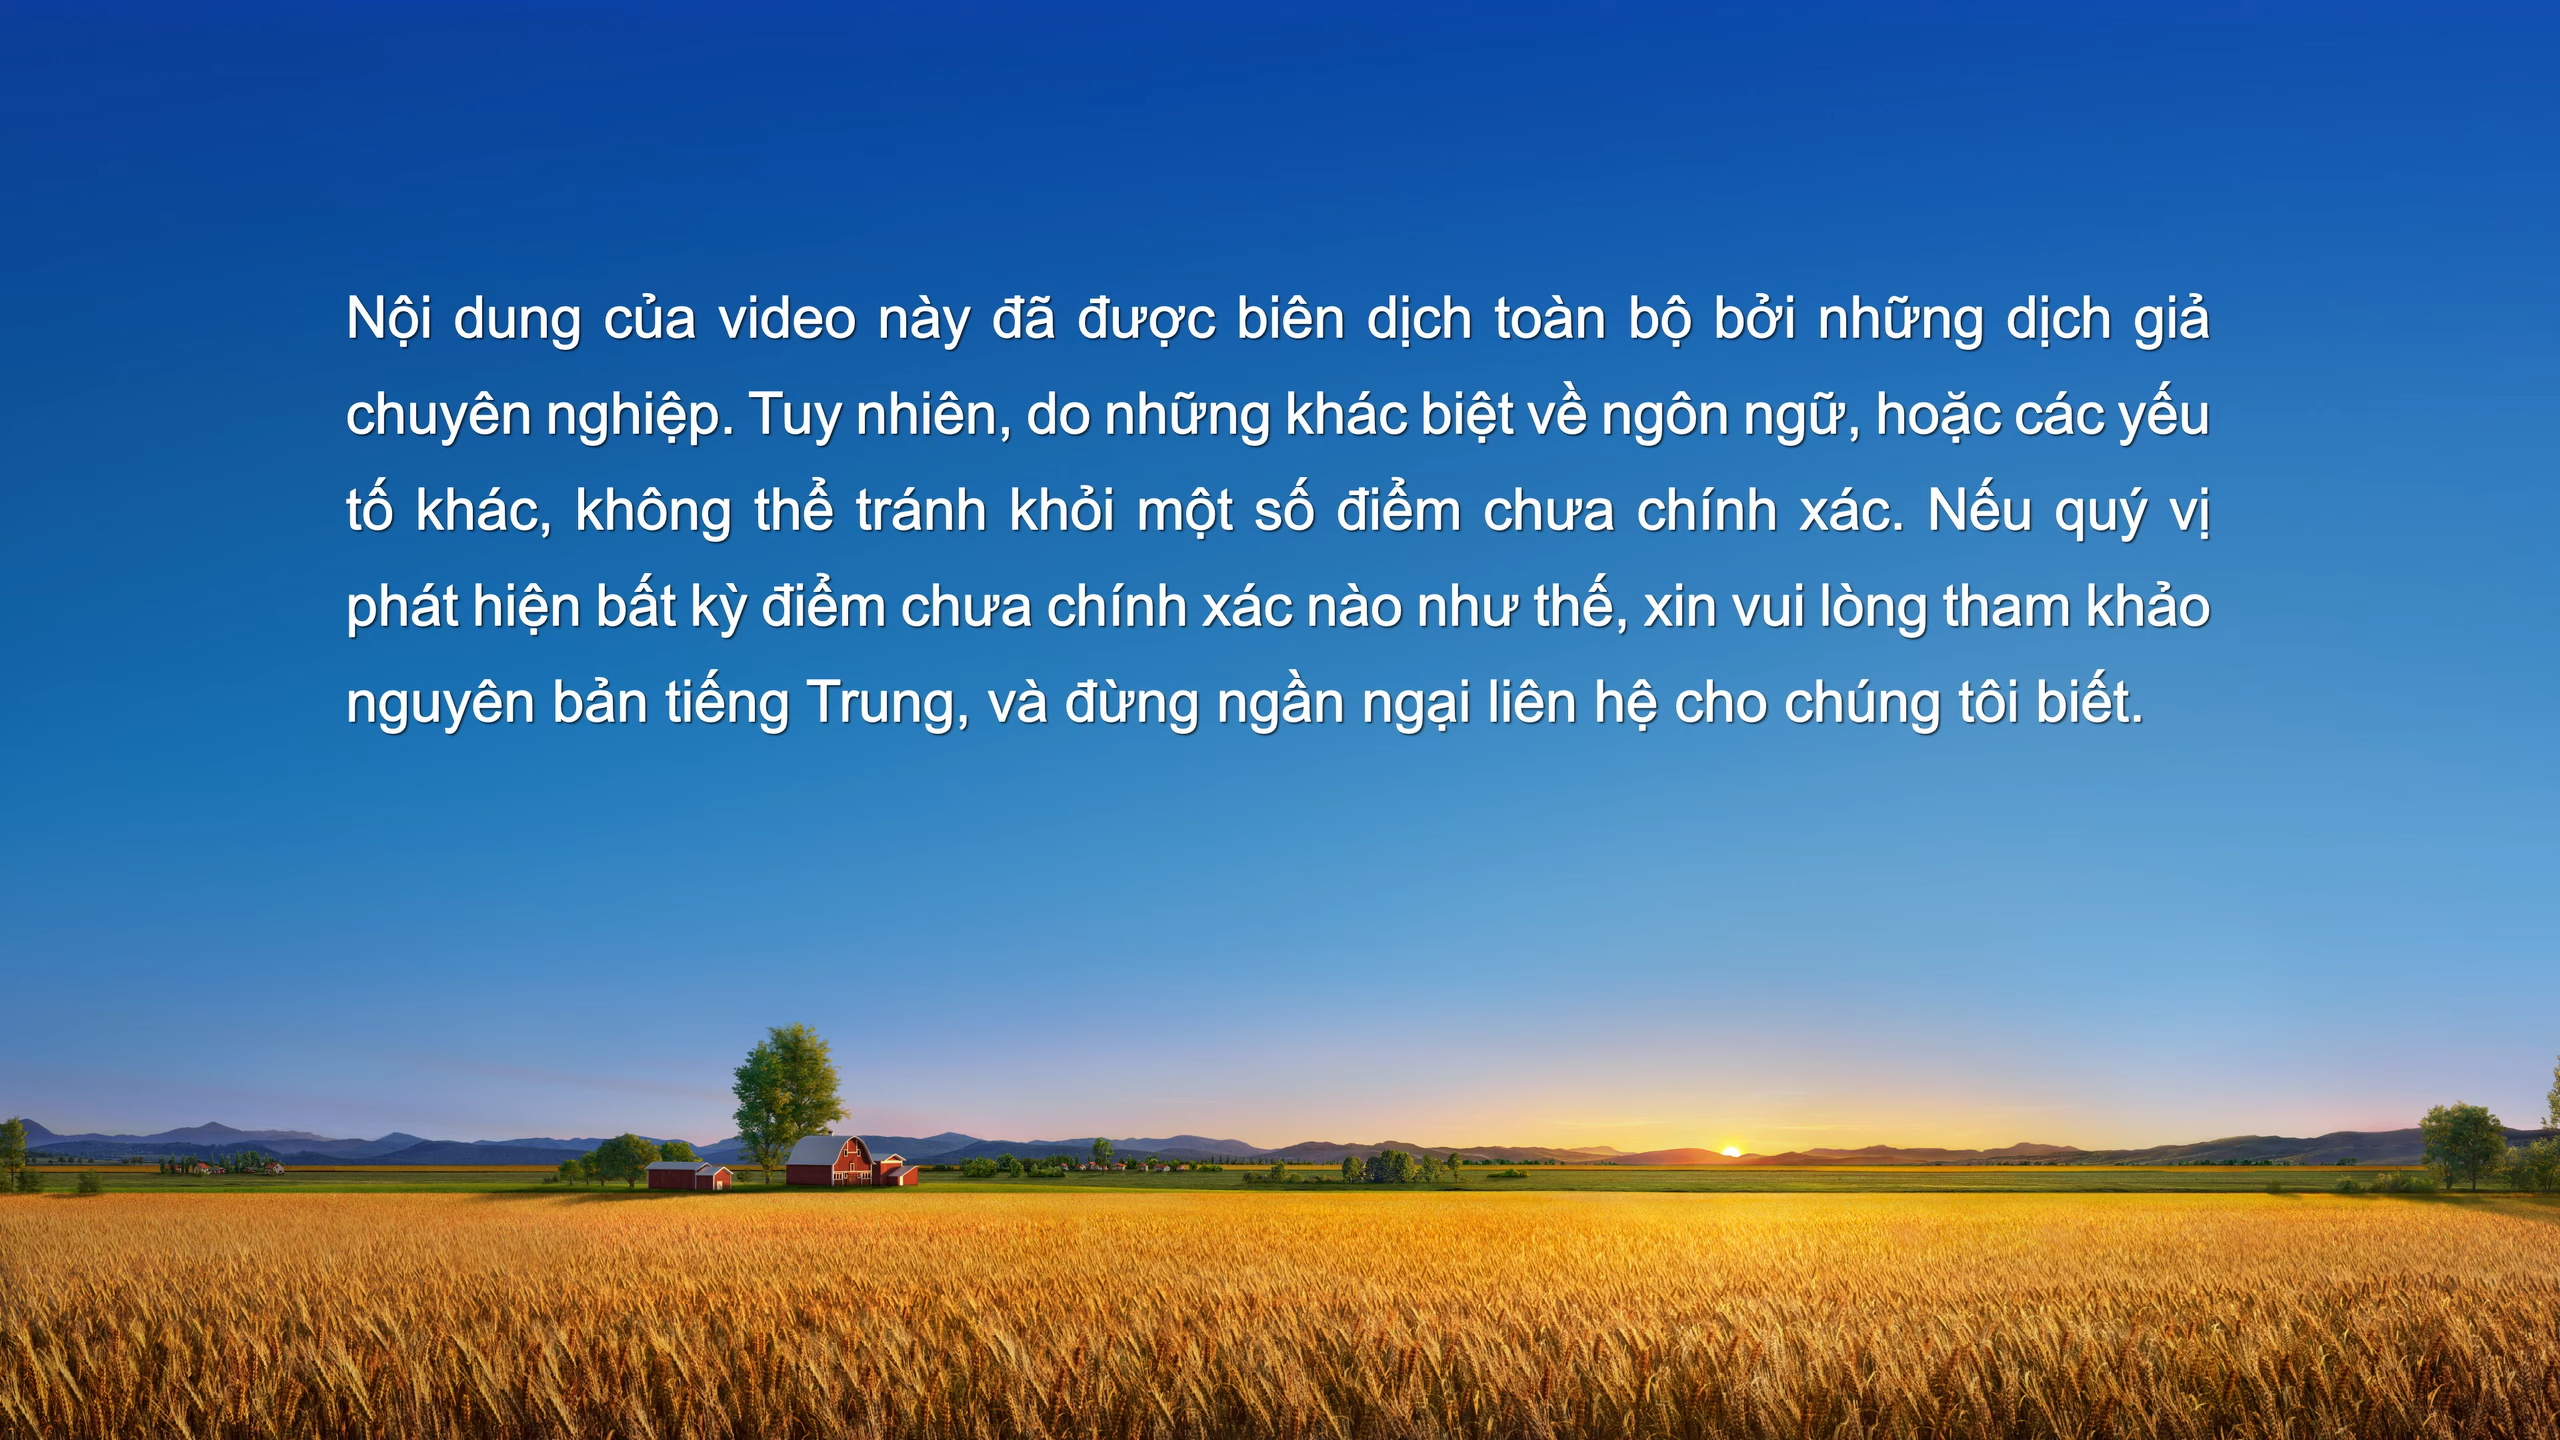 Nội dung của video này đã được biên dịch toàn bộ bởi những dịch giả
chuyên nghiệp. Tuy nhiên, do những khác biệt về ngôn ngữ, hoặc các yếu
tố khác, không thể tránh khỏi một số điểm chưa chính xác. Nếu quý vị
phát hiện bất kỳ điểm chưa chính xác nào như thế, xin vui lòng tham khảo
nguyên bản tiếng Trung, và đừng ngần ngại liên hệ cho chúng tôi biết.